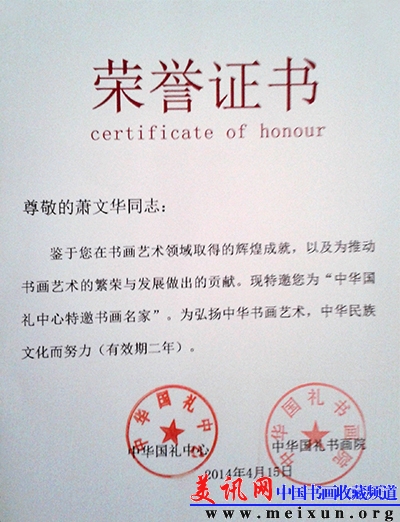 荣誉证书
certificate of honour
尊敬的萧文华同志：
鉴于您在书画艺术领域取得的辉煌成就，以及为推动
书画艺术的繁荣与发展做出的贡献。现特邀您为“中华国
礼中心特邀书画名家”。为弘扬中华书画艺术，中华民族
文化而努力（有效期二年）。
中华国礼中心
中华国礼书画院
中华国礼中心
中华国礼书画院
2014年4月15日
美讯网中国书画收藏频道
www.meixun.org